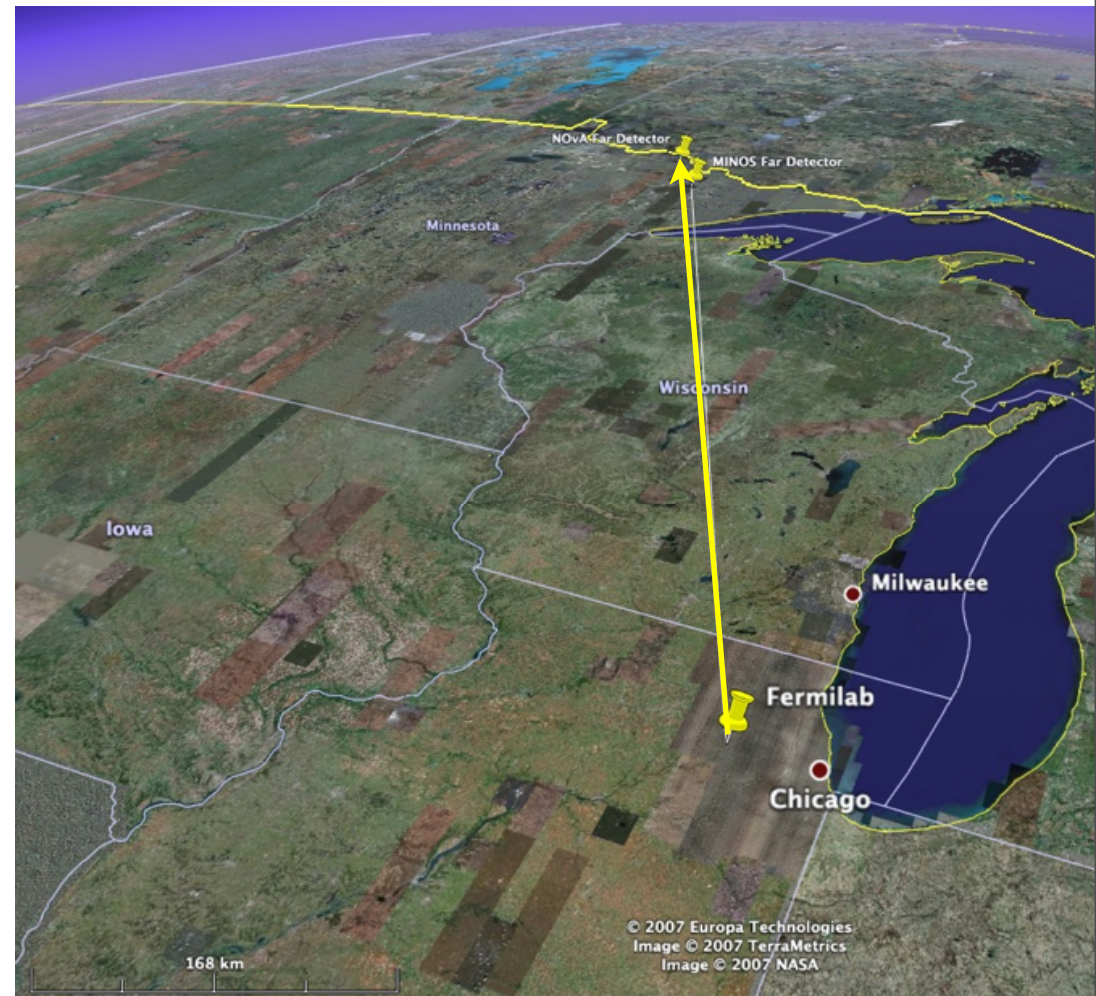 NOvA Far Detector
MINOS Far Detector
Minnesota
Wisconsin
Iowa
Milwaukee
Fermilab
Chicago
© 2007 Europa Technologies
Image © 2007 TerraMetrics
Image © 2007 NASA
168 km